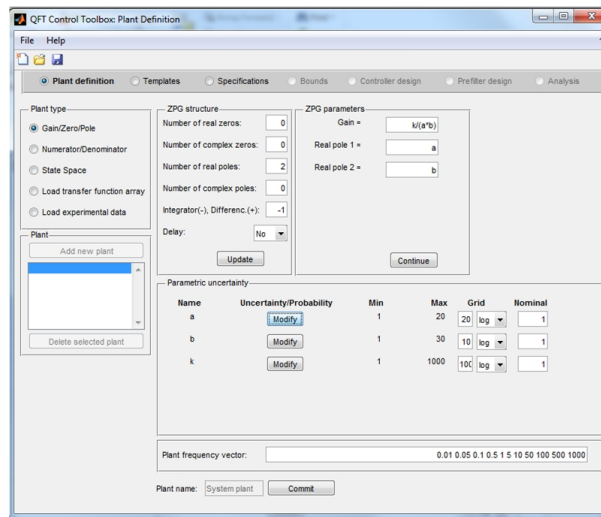 QFT Control Toolbox: Plant Definition
File Help
Plant definition Templates Specifications Bounds Controller design Prefilter design Analysis
Plant type
Gain/Zero/Pole
Numerator/Denominator
State Space
Load transfer function array
Load experimental data
Plant
Add new plant
Delete selected plant
ZPG structure
Number of real zeros: 0
Number of complex zeros: 0
Number of real poles: 2
Number of complex poles: 0
Integrator(-), Differenc.(+): -1
Delay: No
Update
ZPG parameters
Gain = k/(a*b)
Real pole 1 = a
Real pole 2 = b
Continue
Parametric uncertainty
Name Uncertainty/Probability Min Max Grid Nominal
a Modify 1 20 20 log 1
b Modify 1 30 10 log 1
k Modify 1 1000 100 log 1
Plant frequency vector: 0.01 0.05 0.1 0.5 1 5 10 50 100 500 1000
Plant name: System plant Commit